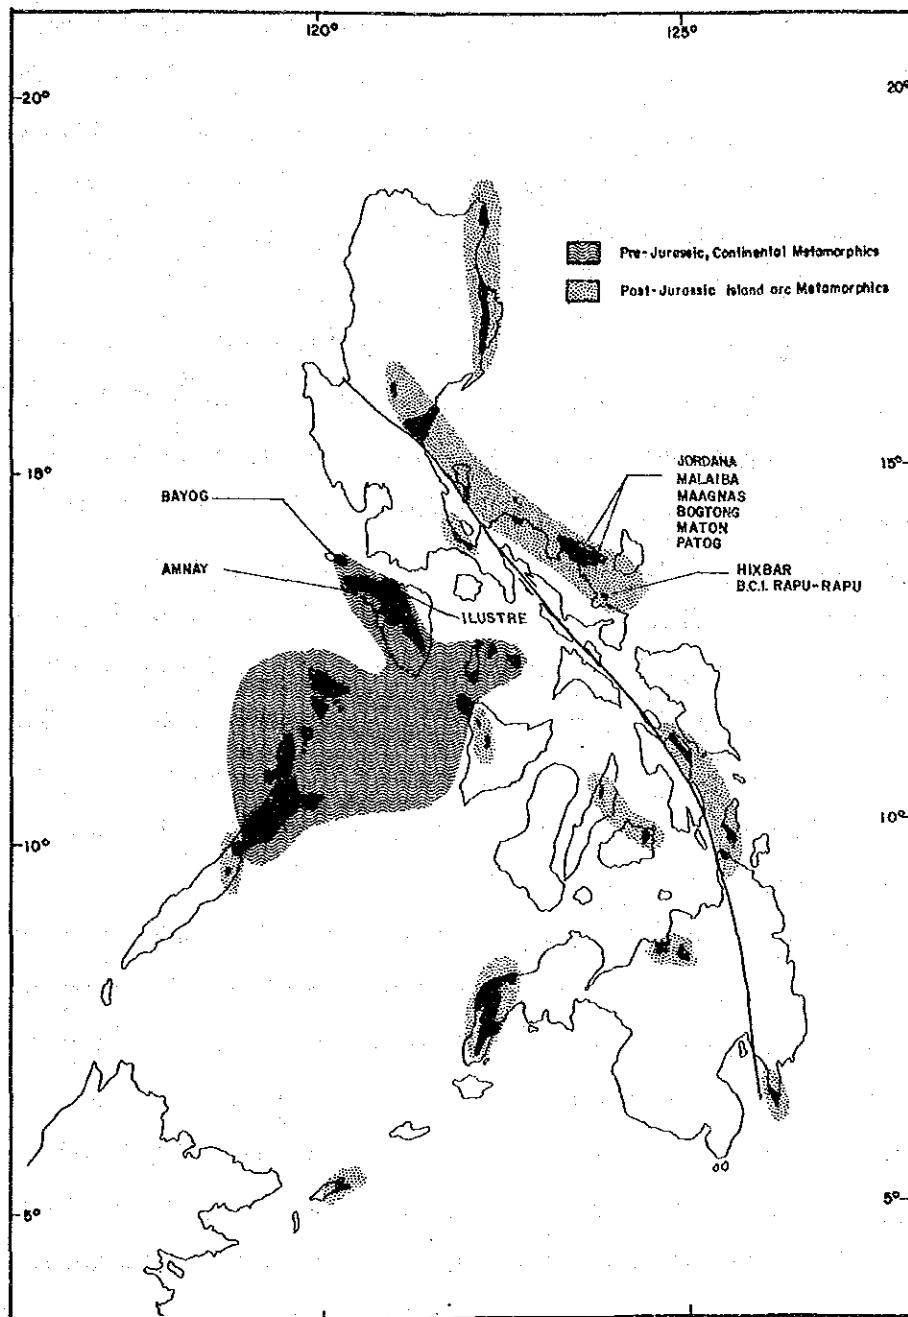 120°
125°
20°
20°
Pre-Jurassic, Continental Metamorphics
Post-Jurassic island arc Metamorphics
15°
15°
JORDANA
MALAIBA
MAAGNAS
BOGTONG
MATON
PATOG
BAYOG
AMNAY
ILUSTRE
HIXBAR
B.C.I. RAPU-RAPU
10°
10°
5°
5°